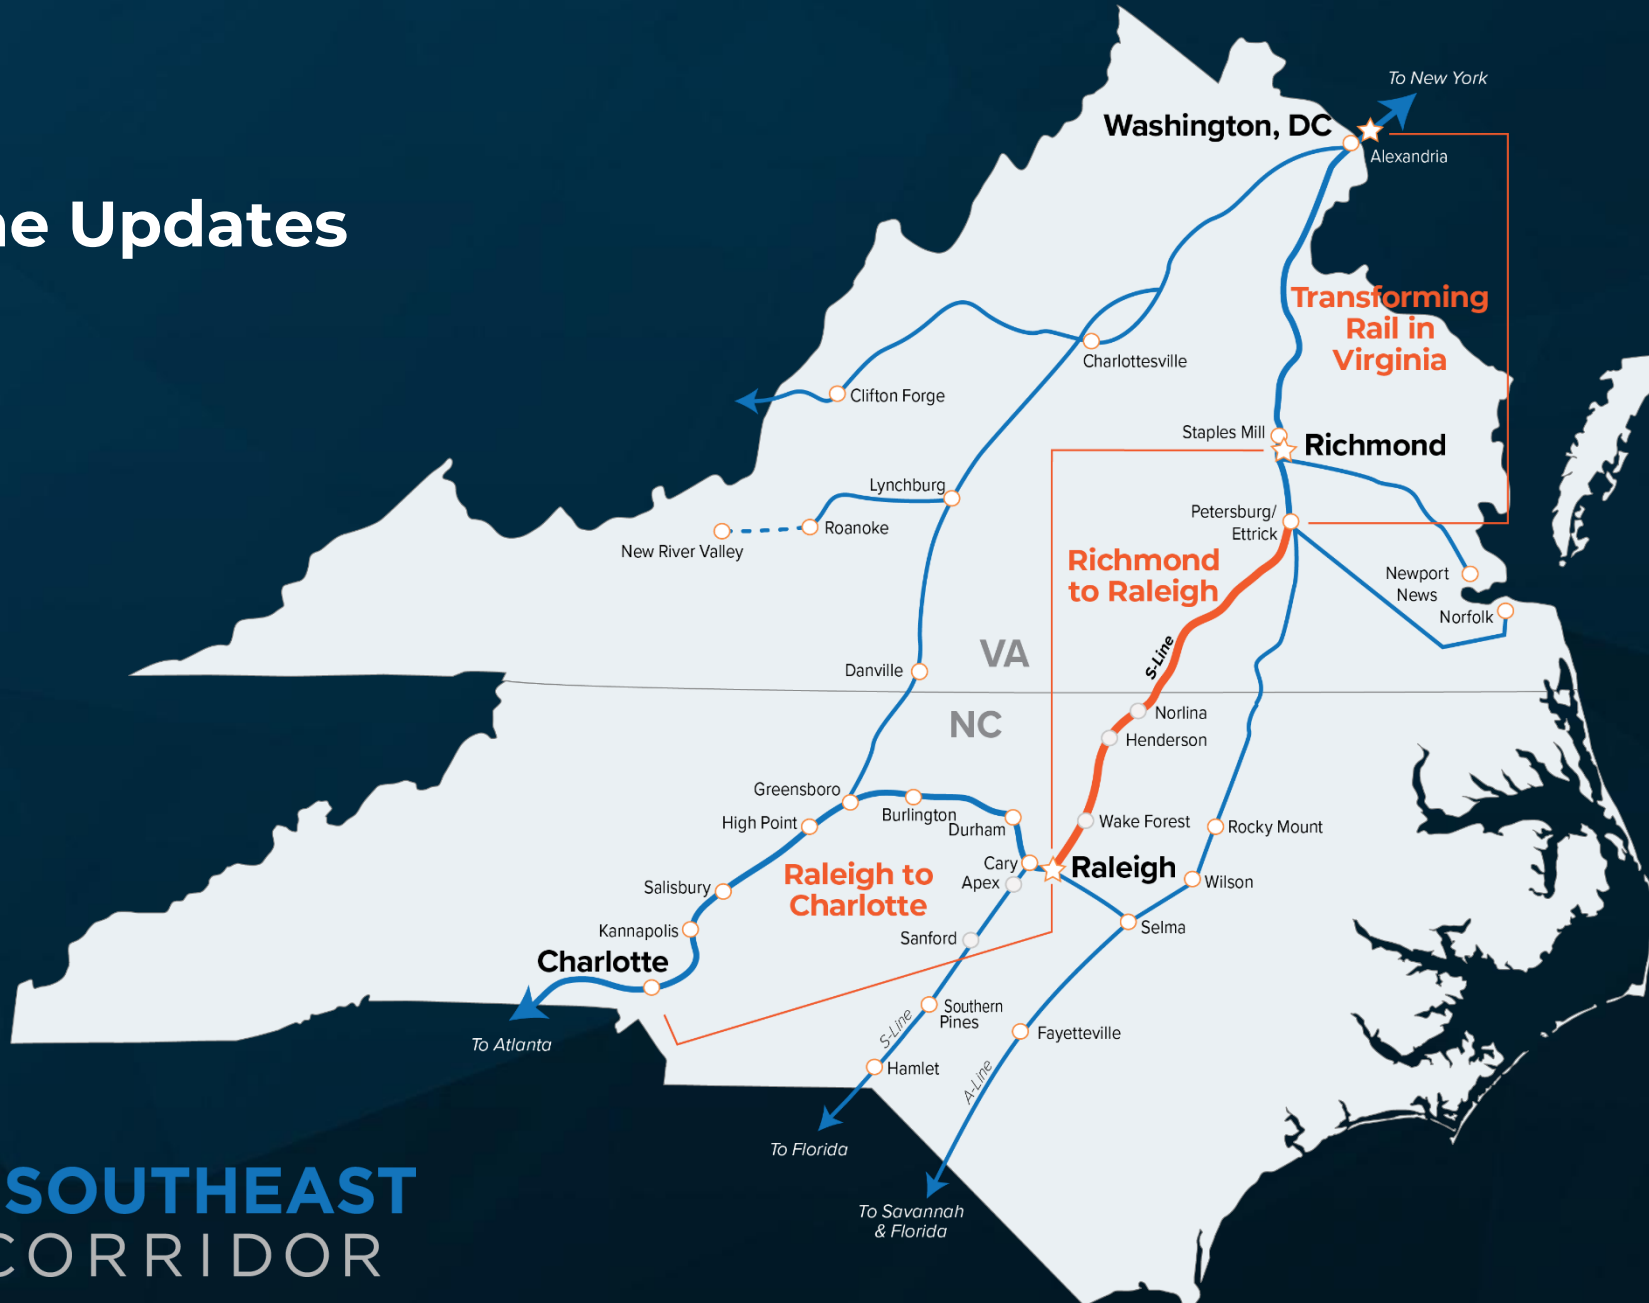 To New York
Washington, DC
Alexandria
Updates
Transforming
Rail in
Virginia
Charlottesville
Clifton Forge
Staples Mill
Richmond
Lynchburg
Roanoke
New River Valley
Petersburg/
Ettrick
Richmond
to Raleigh
Newport
News
Norfolk
S-Line
VA
Danville
NC
Norlina
Henderson
Greensboro
High Point
Burlington
Durham
Wake Forest
Rocky Mount
Cary
Raleigh
Apex
Raleigh to
Charlotte
Salisbury
Wilson
Kannapolis
Sanford
Selma
Charlotte
Southern
Pines
S-Line
Fayetteville
To Atlanta
Hamlet
A-Line
To Florida
To Savannah
& Florida
SOUTHEAST
CORRIDOR